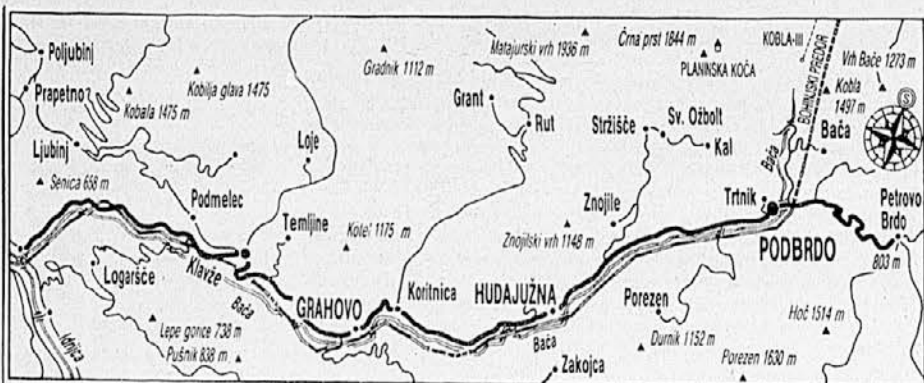 Poljubinj
Prapetno
Kobala 1475 m
Kobilja glava 1475
Gradnik 1112 m
Matajurski vrh 1936 m
Črna prst 1844 m
PLANINSKA KOČA
KOBLA-III
BOHINJSKI PREDOR
Vrh Bače 1273 m
Kobla
1497 m
S
Ljubinj
Senica 658 m
Podmelec
Loje
Temljine
Grant
Rut
Stržišče
Sv. Ožbolt
Kal
Bača
Bača
Trtnik
Petrovo
Brdo
803 m
Znojile
Znojilski vrh 1148 m
PODBRDO
Logaršče
Klavže
Bača
GRAHOVO
Koritnica
HUDAJUŽNA
Bača
Zakojca
Porezen
Durnik 1152 m
Hoč 1514 m
Porezen 1630 m
Idrijca
Lepe gorice 738 m
Pušnik 838 m